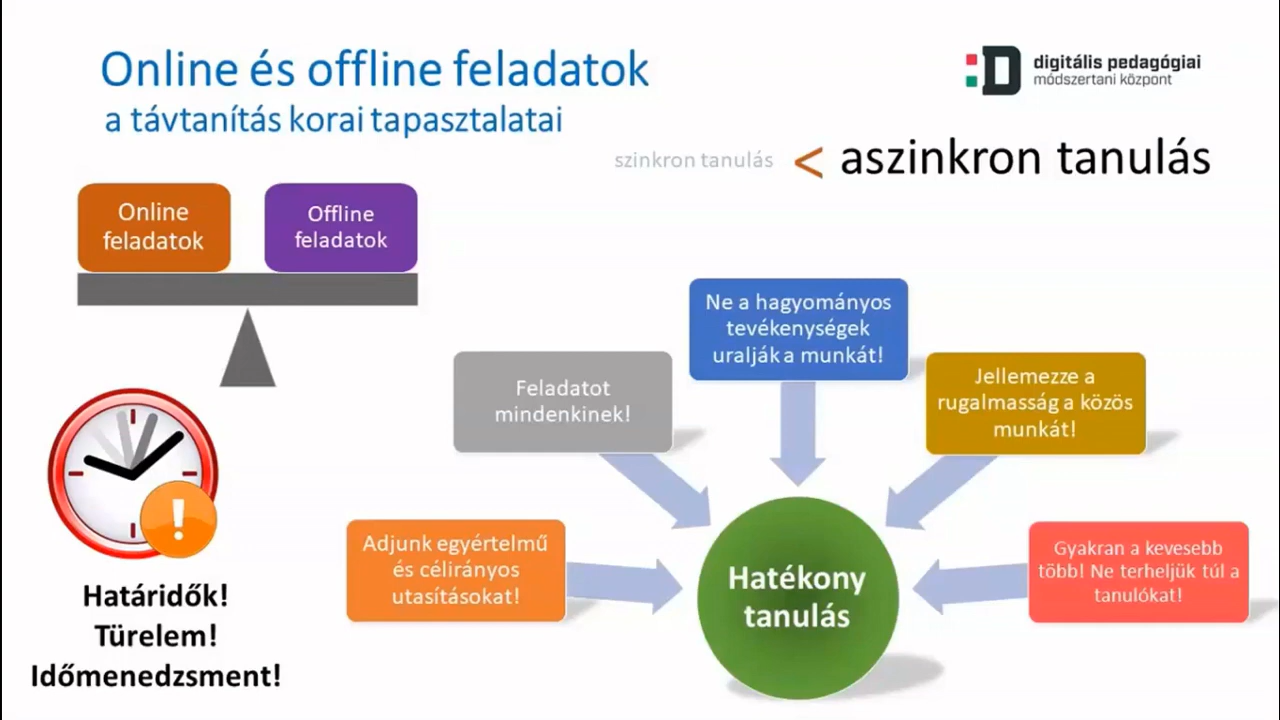 Online és offline feladatok
a távtanítás korai tapasztalatai
digitális pedagógiai
módszertani központ
szinkron tanulás < aszinkron tanulás
Online
feladatok
Offline
feladatok
Ne a hagyományos
tevékenységek
uralják a munkát!
Feladatot
mindenkinek!
Jellemezze a
rugalmasság a közös
munkát!
Adjunk egyértelmű
és célirányos
utasításokat!
Gyakran a kevesebb
több! Ne terheljük túl a
tanulókat!
Hatékony
tanulás
Határidők!
Türelem!
Időmenedzsment!